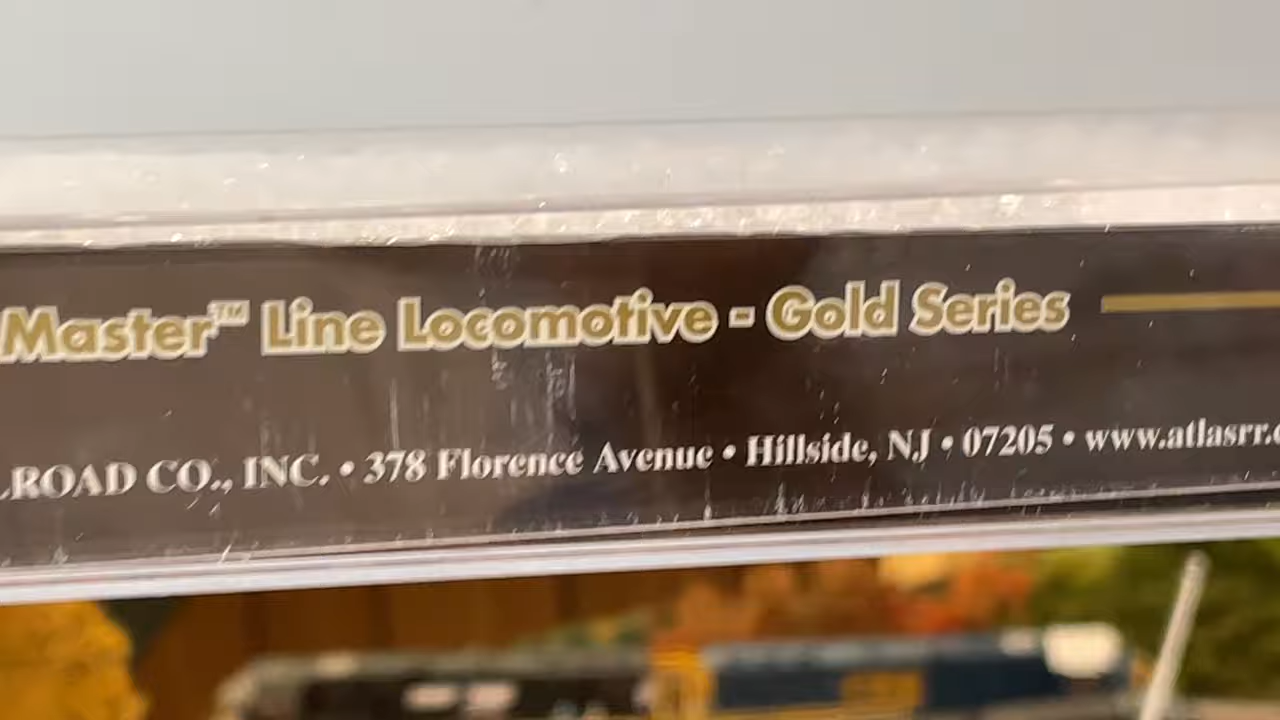 Master™ Line Locomotive - Gold Series
ROAD CO., INC. • 378 Florence Avenue • Hillside, NJ • 07205 • www.atlasrr.c